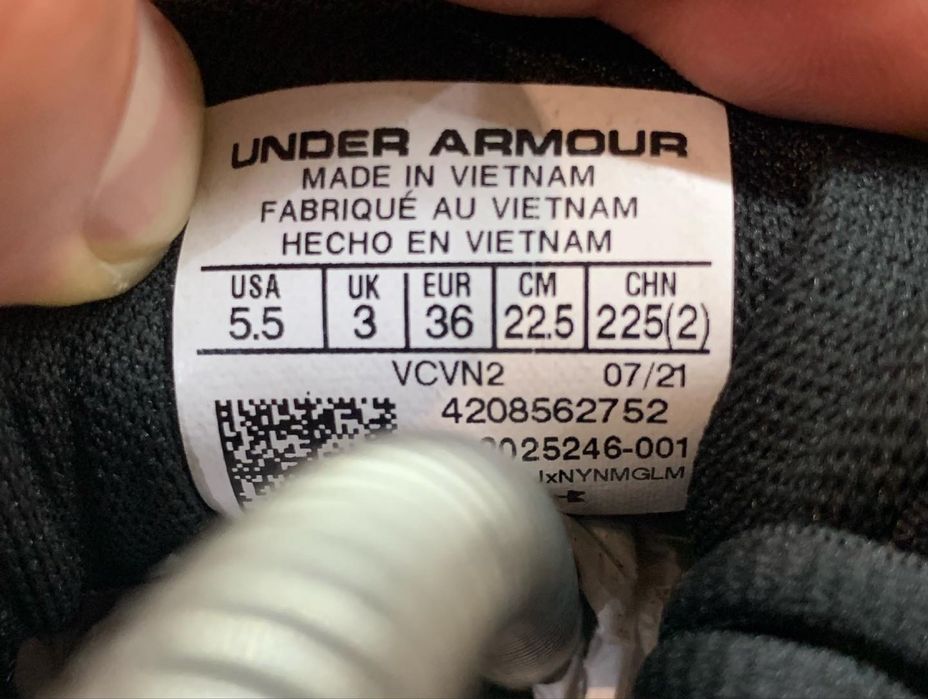 UNDER ARMOUR
MADE IN VIETNAM
FABRIQUÉ AU VIETNAM
HECHO EN VIETNAM
USA UK EUR CM CHN
5.5 3 36 22.5 225(2)
VCVN2 07/21
4208562752